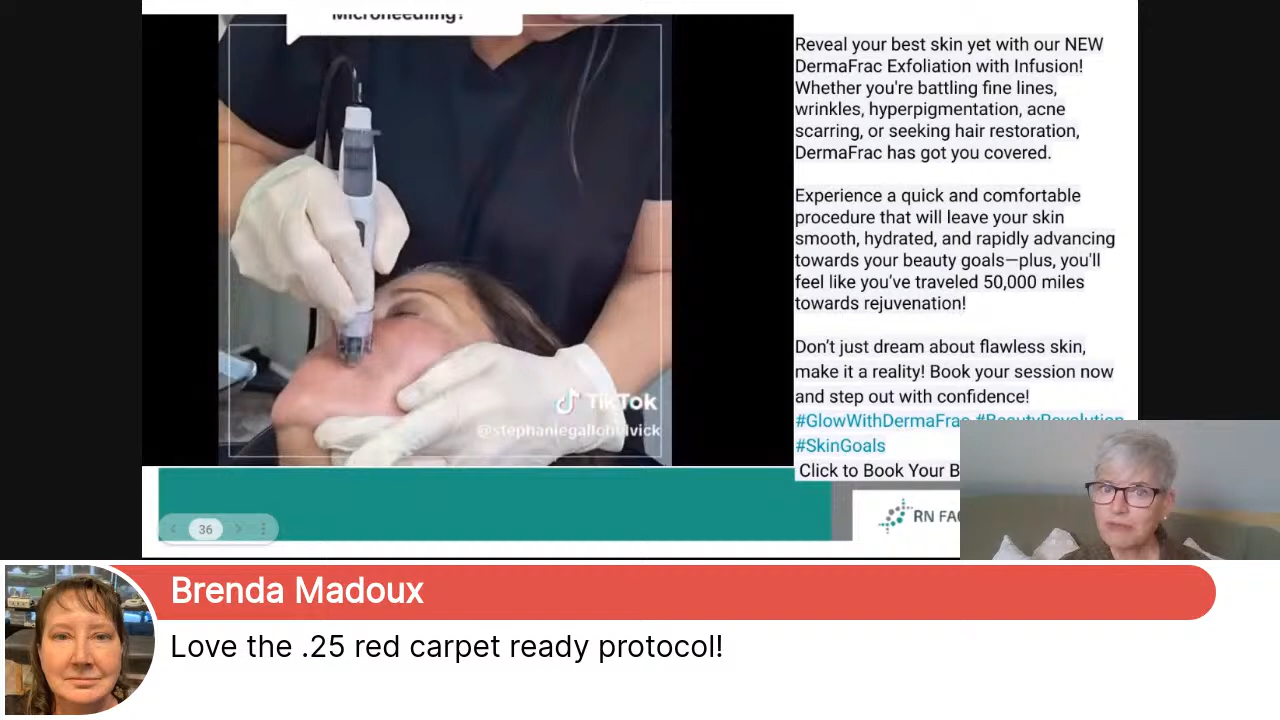 Microneedling?
Reveal your best skin yet with our NEW
DermaFrac Exfoliation with Infusion!
Whether you're battling fine lines,
wrinkles, hyperpigmentation, acne
scarring, or seeking hair restoration,
DermaFrac has got you covered.
Experience a quick and comfortable
procedure that will leave your skin
smooth, hydrated, and rapidly advancing
towards your beauty goals—plus, you'll
feel like you've traveled 50,000 miles
towards rejuvenation!
Don't just dream about flawless skin,
make it a reality! Book your session now
and step out with confidence!
#GlowWithDermaFrac #BeautyRevolution
#SkinGoals
Click to Book Your B
TikTok
36
RN FAC
Brenda Madoux
Love the .25 red carpet ready protocol!